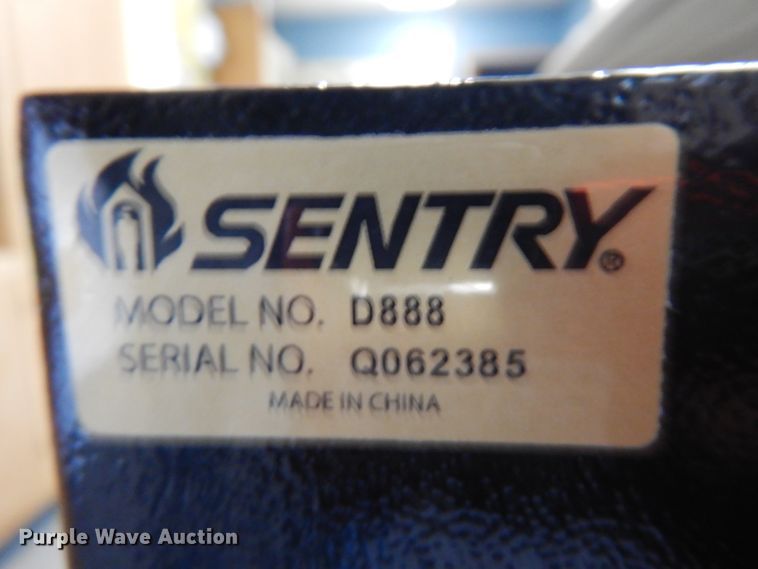 SENTRY®
MODEL NO. D888
SERIAL NO. Q062385
MADE IN CHINA
Purple Wave Auction